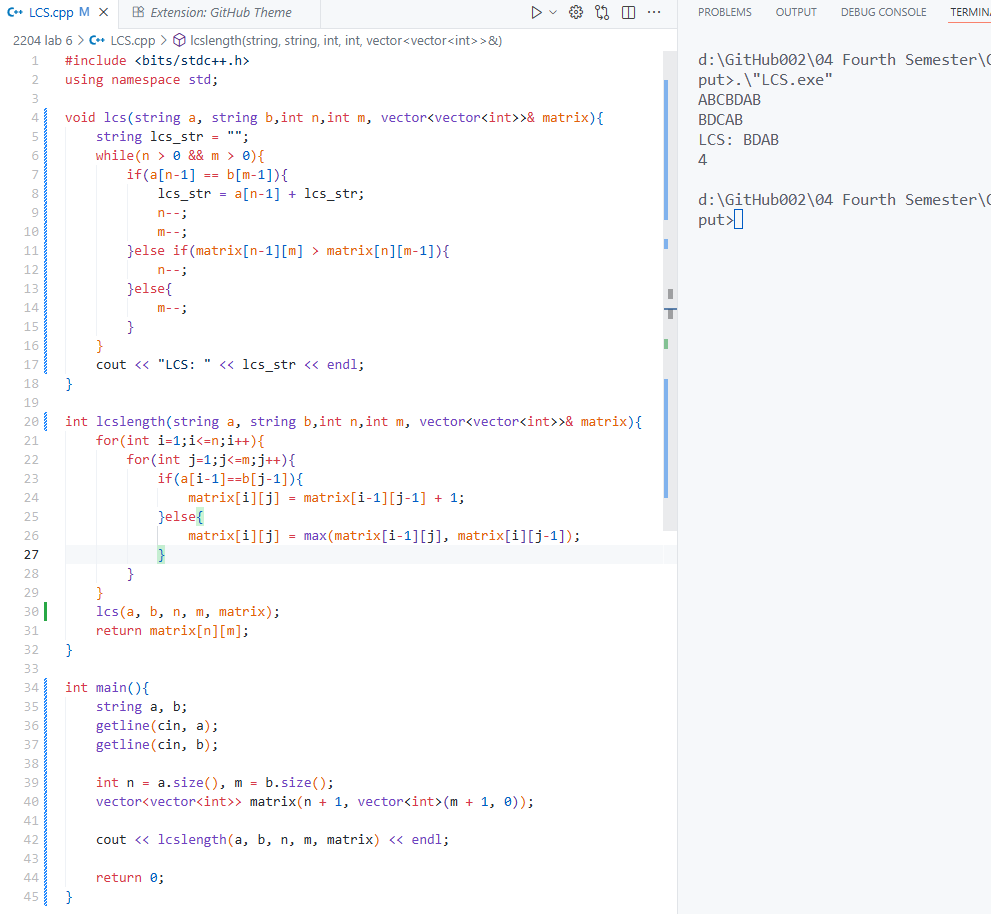 LCS.cpp M Extension: GitHub Theme
2204 lab 6 > LCS.cpp > lcslength(string, string, int, int, vector<vector<int>>&)
1 #include <bits/stdc++.h>
2 using namespace std;
3
4 void lcs(string a, string b,int n,int m, vector<vector<int>>& matrix){
5     string lcs_str = "";
6     while(n > 0 && m > 0){
7         if(a[n-1] == b[m-1]){
8             lcs_str = a[n-1] + lcs_str;
9             n--;
10             m--;
11         }else if(matrix[n-1][m] > matrix[n][m-1]){
12             n--;
13         }else{
14             m--;
15         }
16     }
17     cout << "LCS: " << lcs_str << endl;
18 }
19
20 int lcslength(string a, string b,int n,int m, vector<vector<int>>& matrix){
21     for(int i=1;i<=n;i++){
22         for(int j=1;j<=m;j++){
23             if(a[i-1]==b[j-1]){
24                 matrix[i][j] = matrix[i-1][j-1] + 1;
25             }else{
26                 matrix[i][j] = max(matrix[i-1][j], matrix[i][j-1]);
27             }
28         }
29     }
30     lcs(a, b, n, m, matrix);
31     return matrix[n][m];
32 }
33
34 int main(){
35     string a, b;
36     getline(cin, a);
37     getline(cin, b);
38
39     int n = a.size(), m = b.size();
40     vector<vector<int>> matrix(n + 1, vector<int>(m + 1, 0));
41
42     cout << lcslength(a, b, n, m, matrix) << endl;
43
44     return 0;
45 }
PROBLEMS OUTPUT DEBUG CONSOLE TERMINA
d:\GitHub002\04 Fourth Semester\
put>.\"LCS.exe"
ABCBDAB
BDCAB
LCS: BDAB
4
d:\GitHub002\04 Fourth Semester\
put>